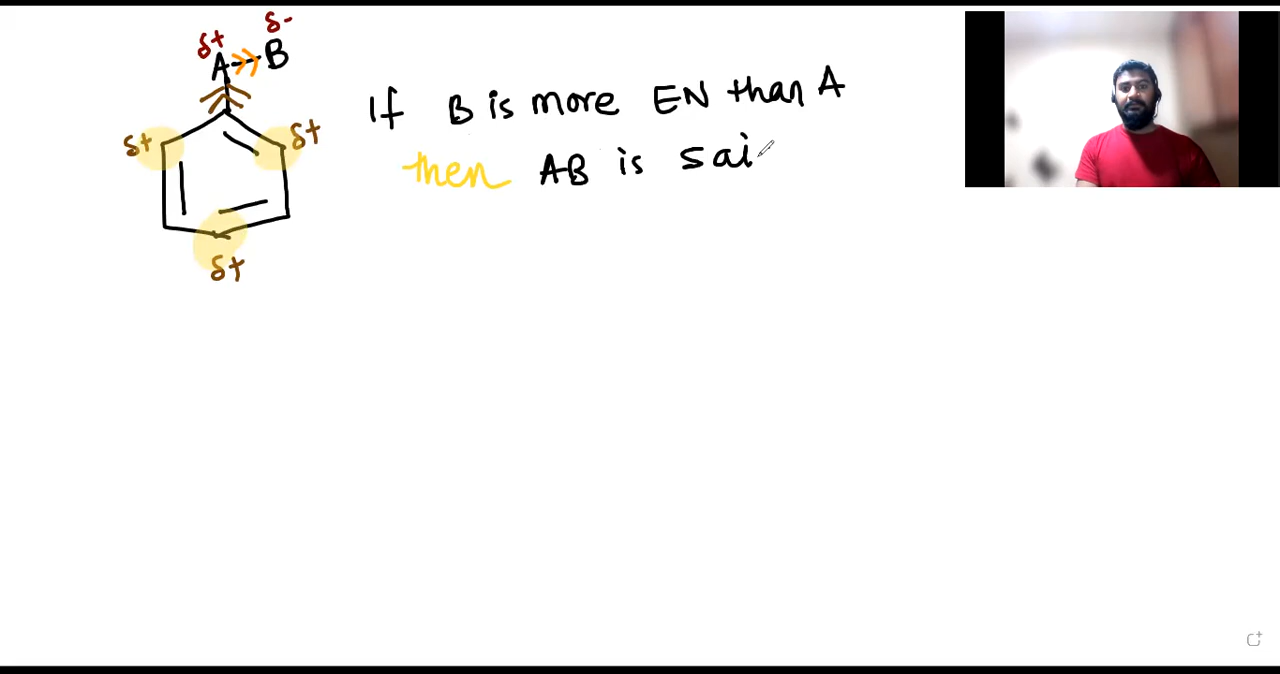 δ-
δ+
A B
If B is more EN than A
δ+ δ+
then AB is sai
δ+